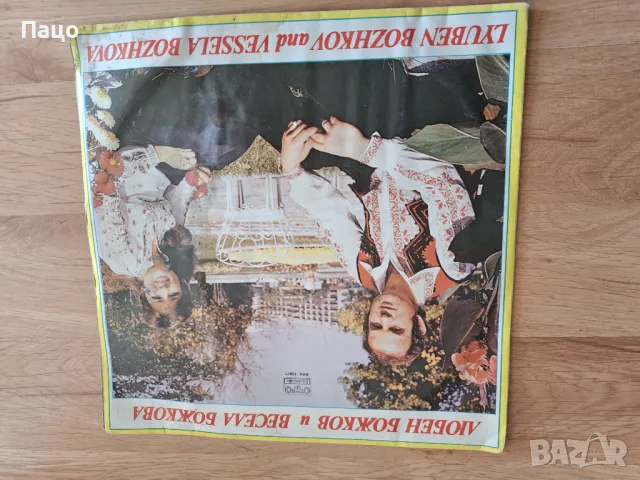 Пацо
ЛЮБЕН БОЖКОВ и ВЕСЕЛА БОЖКОВА
LYUBEN BOZHKOV and VESSELA BOZHKOVA
BAZAR